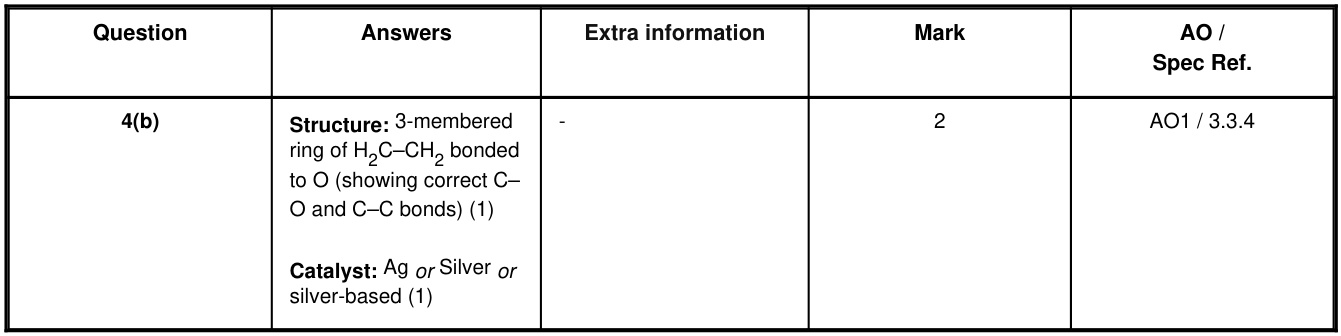 Question Answers Extra information Mark AO /
Spec Ref.
4(b) Structure: 3-membered - 2 AO1 / 3.3.4
ring of H₂C–CH₂ bonded
to O (showing correct C–
O and C–C bonds) (1)
Catalyst: Ag or Silver or
silver-based (1)